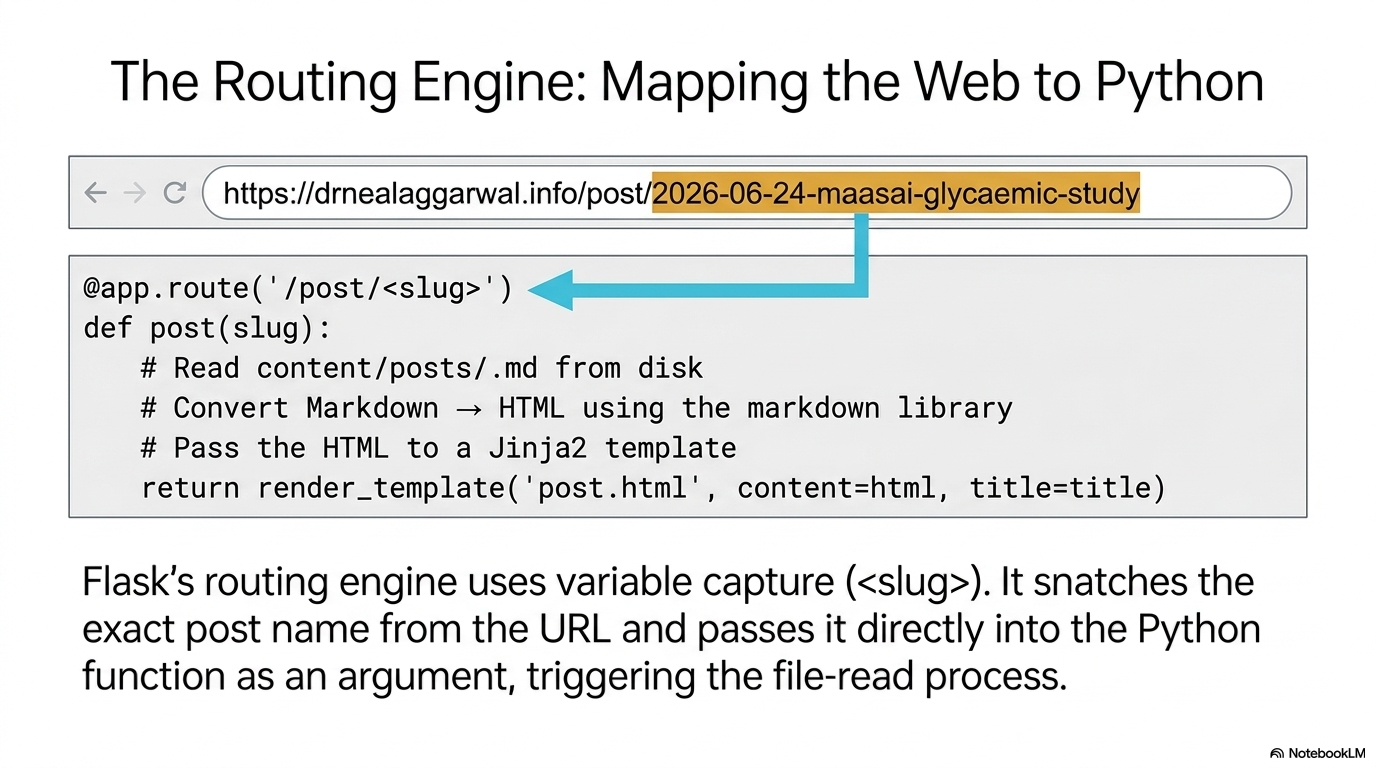 The Routing Engine: Mapping the Web to Python
https://drnealaggarwal.info/post/2026-06-24-maasai-glycaemic-study
@app.route('/post/<slug>')
def post(slug):
    # Read content/posts/.md from disk
    # Convert Markdown → HTML using the markdown library
    # Pass the HTML to a Jinja2 template
    return render_template('post.html', content=html, title=title)
Flask’s routing engine uses variable capture (<slug>). It snatches the
exact post name from the URL and passes it directly into the Python
function as an argument, triggering the file-read process.
NotebookLM